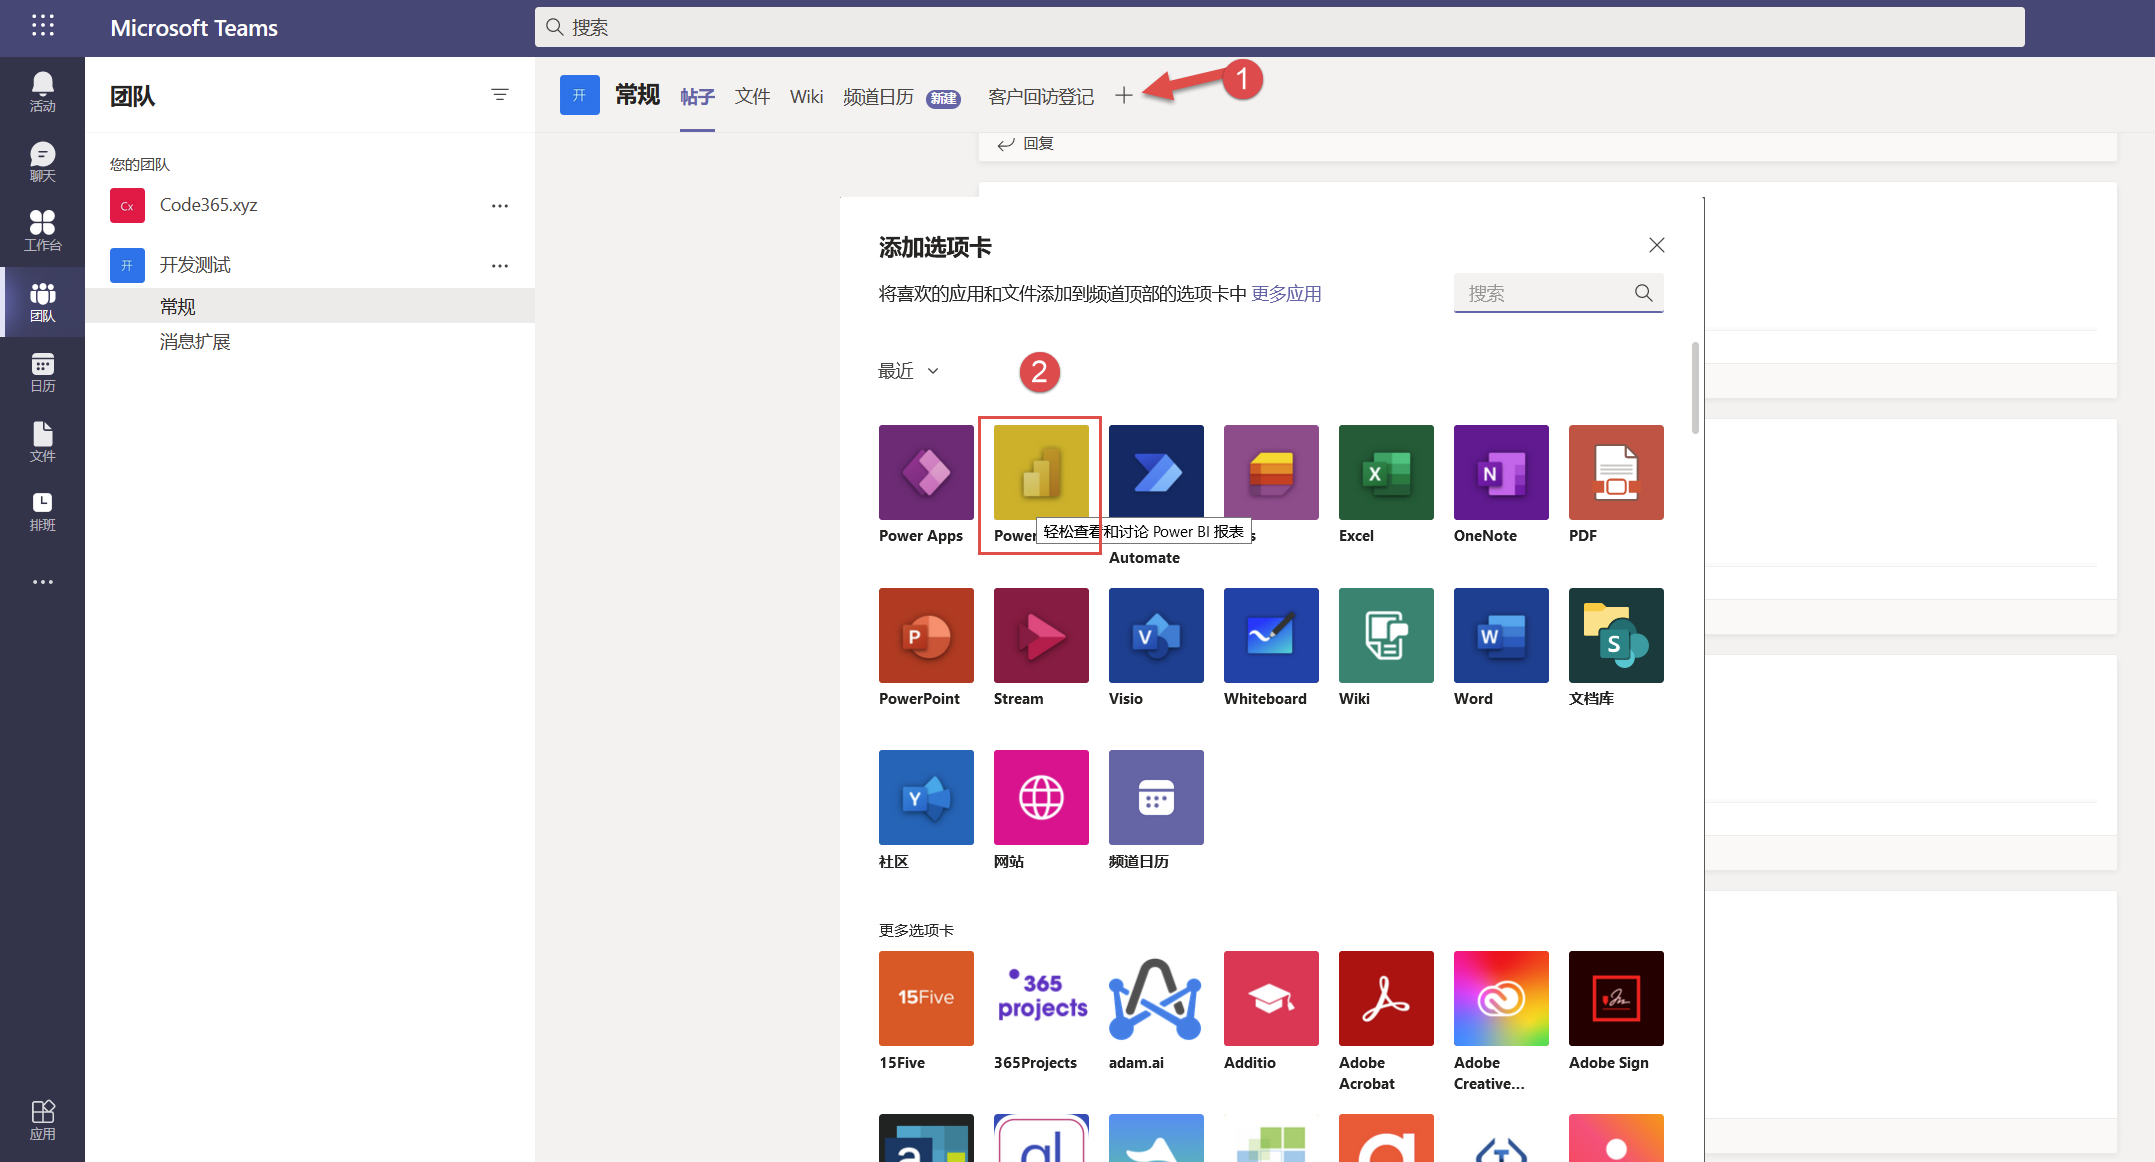 Microsoft Teams
搜索
活动
聊天
工作台
团队
日历
文件
排班
应用
团队
您的团队
Cx
Code365.xyz
开
开发测试
常规
消息扩展
开
常规
帖子
文件
Wiki
频道日历
新建
客户回访登记
1
回复
添加选项卡
将喜欢的应用和文件添加到频道顶部的选项卡中 更多应用
搜索
最近
2
Power Apps
Power
轻松查看和讨论 Power BI 报表
Automate
s
Excel
OneNote
PDF
PowerPoint
Stream
Visio
Whiteboard
Wiki
Word
文档库
社区
网站
频道日历
更多选项卡
15Five
365 projects
15Five
365Projects
adam.ai
Additio
Adobe Acrobat
Adobe Creative...
Adobe Sign